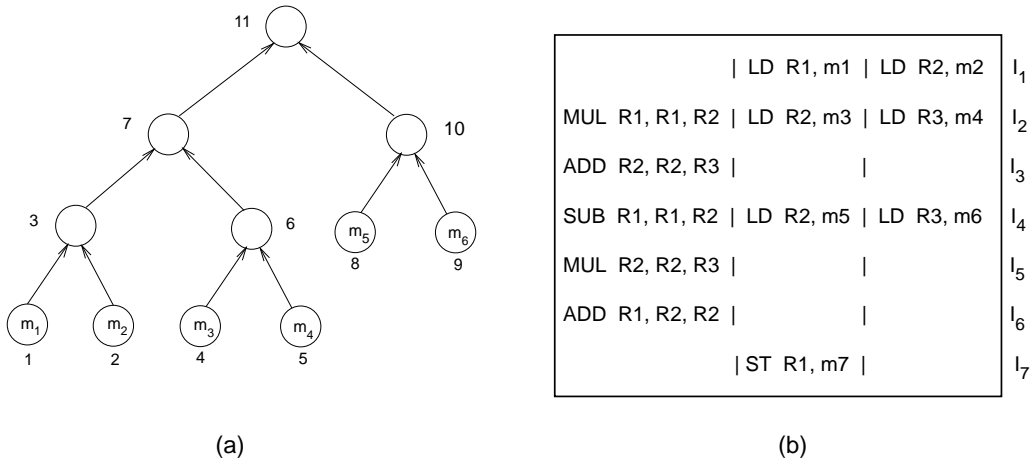 11
7
10
3
6
m5
m6
8
9
m1
m2
m3
m4
1
2
4
5
(a)
| LD R1, m1 | LD R2, m2 I1
MUL R1, R1, R2 | LD R2, m3 | LD R3, m4 I2
ADD R2, R2, R3 | | I3
SUB R1, R1, R2 | LD R2, m5 | LD R3, m6 I4
MUL R2, R2, R3 | | I5
ADD R1, R2, R2 | | I6
| ST R1, m7 | I7
(b)